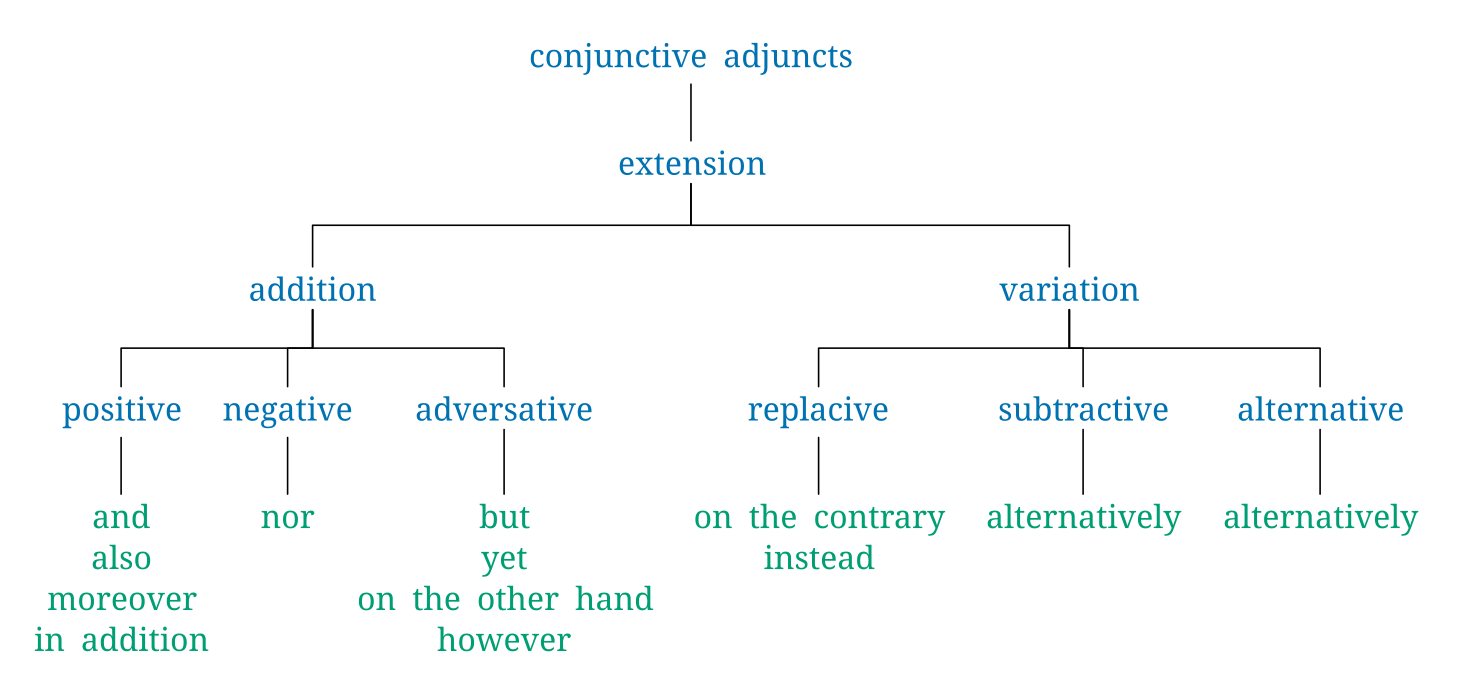 conjunctive adjuncts
extension
addition variation
positive negative adversative replacive subtractive alternative
and nor but on the contrary alternatively alternatively
also yet instead
moreover on the other hand
in addition however